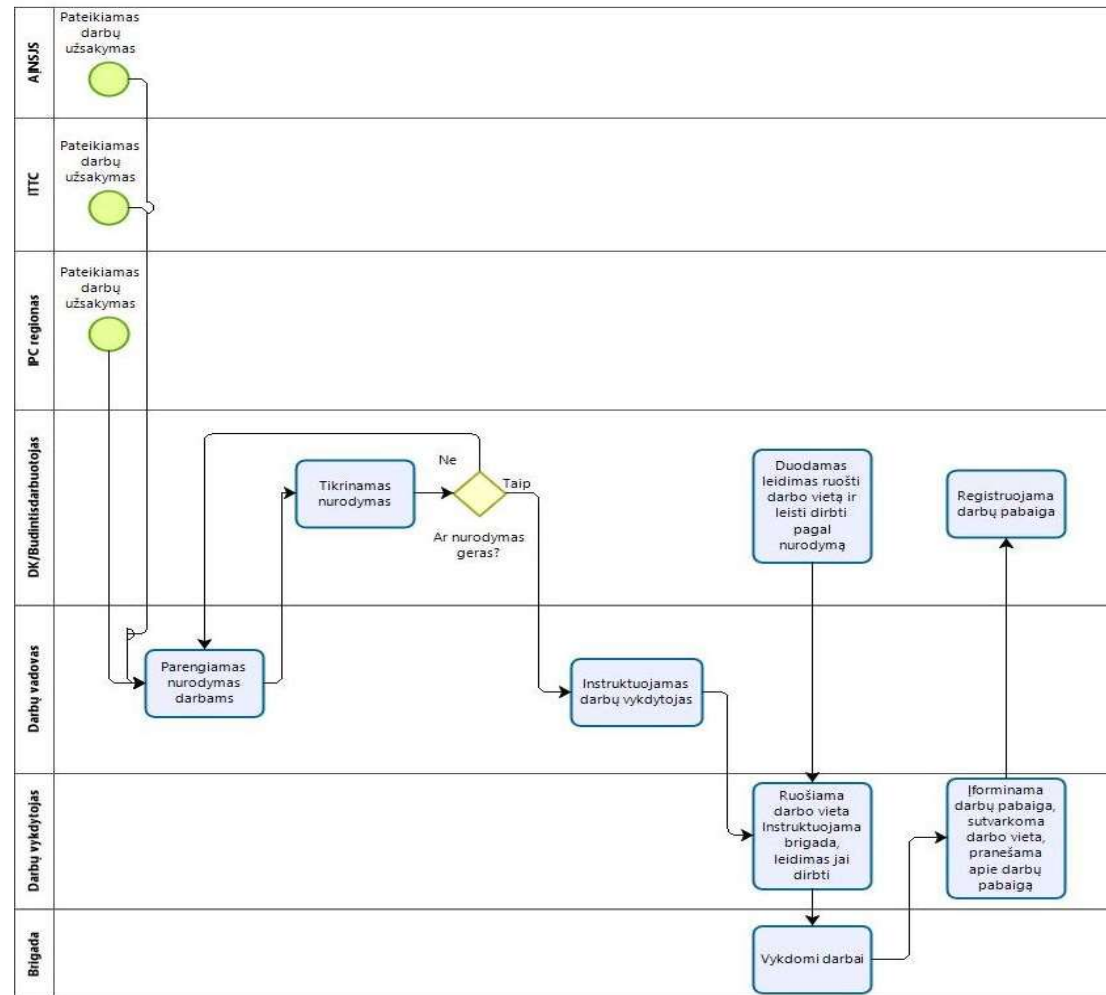 AĮNSJS
Pateikiamas
darbų
užsakymas
ITTC
Pateikiamas
darbų
užsakymas
IPC regionas
Pateikiamas
darbų
užsakymas
DK/Budintisdarbuotojas
Tikrinamas
nurodymas
Ne
Taip
Ar nurodymas
geras?
Duodamas
leidimas ruošti
darbo vietą ir
leisti dirbti
pagal
nurodymą
Registruojama
darbų pabaiga
Darbų vadovas
Parengiamas
nurodymas
darbams
Instruktuojamas
darbų vykdytojas
Darbų vykdytojas
Ruošiama
darbo vieta
Instruktuojama
brigada,
leidimas jai
dirbti
Įforminama
darbų pabaiga,
sutvarkoma
darbo vieta,
pranešama
apie darbų
pabaigą
Brigada
Vykdomi darbai